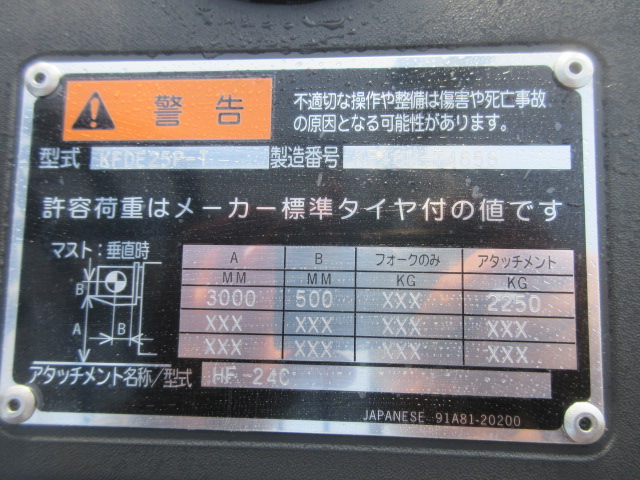 警告
不適切な操作や整備は傷害や死亡事故
の原因となる可能性があります。
型式 KFDE25P-1 製造番号
許容荷重はメーカー標準タイヤ付の値です
マスト:垂直時
B
A
B
A B フォークのみ アタッチメント
MM MM KG KG
3000 500 XXX 2250
XXX XXX XXX XXX
XXX XXX XXX XXX
アタッチメント名称/型式 HF-24C
JAPANESE 91A81-20200